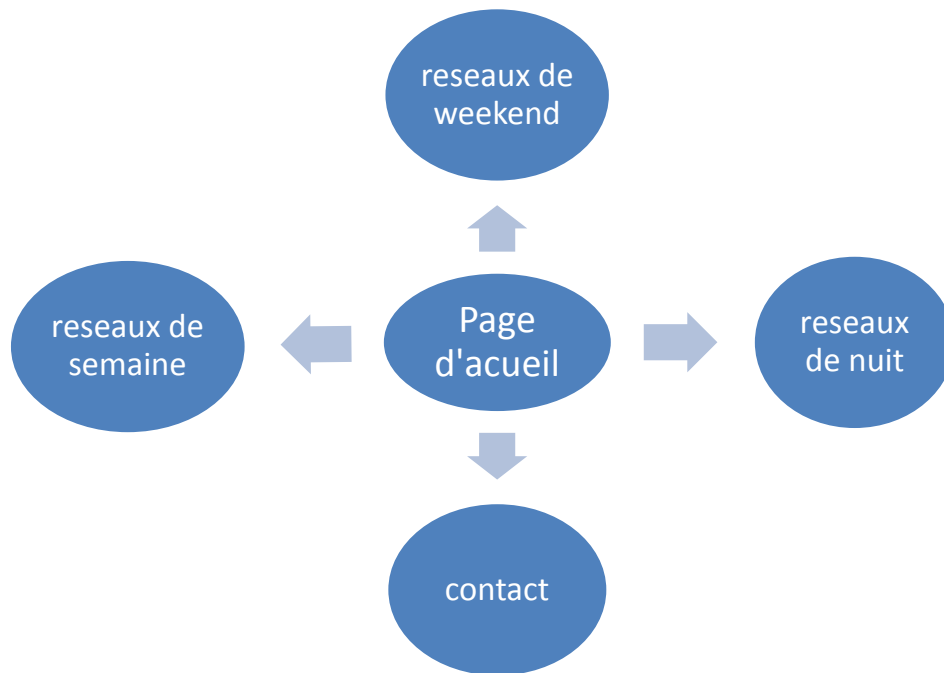 reseaux de
weekend
reseaux de
semaine
Page
d'acueil
reseaux
de nuit
contact